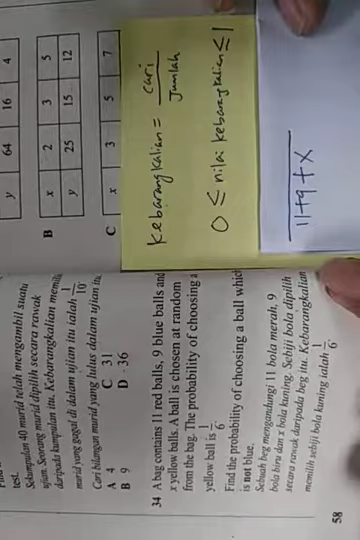 test.
Sekumpulan 40 murid telah mengambil suatu
ujian. Seorang murid dipilih secara rawak
daripada kumpulan itu. Kebarangkalian memilih
murid yang gagal di dalam ujian itu ialah 1/10.
Cari bilangan murid yang lulus dalam ujian itu.
A 4 C 31
B 9 D 36
34 A bag contains 11 red balls, 9 blue balls and
x yellow balls. A ball is chosen at random
from the bag. The probability of choosing a
yellow ball is 1/6.
Find the probability of choosing a ball which
is not blue.
Sebuah beg mengandungi 11 bola merah, 9
bola biru dan x bola kuning. Sebiji bola dipilih
secara rawak daripada beg itu. Kebarangkalian
memilih sebiji bola kuning ialah 1/6.
58
y 64 16 4
B
x 2 3 5
y 25 15 12
C
x 3 5 7
Kebarangkalian = cari / Jumlah
0 ≤ nilai kebarangkalian ≤ 1
11+9+x